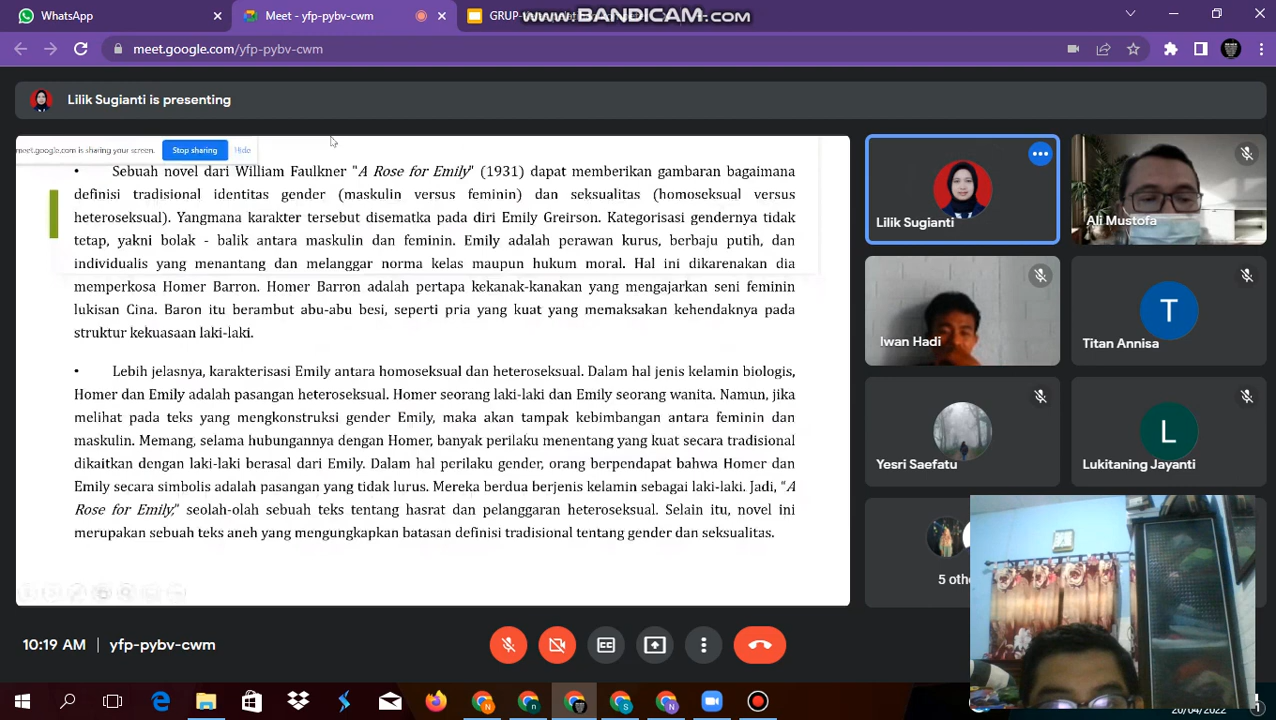 WhatsApp
Meet - yfp-pybv-cwm
GRUP-
WWW.BANDICAM.COM
meet.google.com/yfp-pybv-cwm
Lilik Sugianti is presenting
meet.google.com is sharing your screen.
Stop sharing
Hide
• Sebuah novel dari William Faulkner "A Rose for Emily" (1931) dapat memberikan gambaran bagaimana
definisi tradisional identitas gender (maskulin versus feminin) dan seksualitas (homoseksual versus
heteroseksual). Yangmana karakter tersebut disematka pada diri Emily Greirson. Kategorisasi gendernya tidak
tetap, yakni bolak - balik antara maskulin dan feminin. Emily adalah perawan kurus, berbaju putih, dan
individualis yang menantang dan melanggar norma kelas maupun hukum moral. Hal ini dikarenakan dia
memperkosa Homer Barron. Homer Barron adalah pertapa kekanak-kanakan yang mengajarkan seni feminin
lukisan Cina. Baron itu berambut abu-abu besi, seperti pria yang kuat yang memaksakan kehendaknya pada
struktur kekuasaan laki-laki.
• Lebih jelasnya, karakterisasi Emily antara homoseksual dan heteroseksual. Dalam hal jenis kelamin biologis,
Homer dan Emily adalah pasangan heteroseksual. Homer seorang laki-laki dan Emily seorang wanita. Namun, jika
melihat pada teks yang mengkonstruksi gender Emily, maka akan tampak kebimbangan antara feminin dan
maskulin. Memang, selama hubungannya dengan Homer, banyak perilaku menentang yang kuat secara tradisional
dikaitkan dengan laki-laki berasal dari Emily. Dalam hal perilaku gender, orang berpendapat bahwa Homer dan
Emily secara simbolis adalah pasangan yang tidak lurus. Mereka berdua berjenis kelamin sebagai laki-laki. Jadi, "A
Rose for Emily," seolah-olah sebuah teks tentang hasrat dan pelanggaran heteroseksual. Selain itu, novel ini
merupakan sebuah teks aneh yang mengungkapkan batasan definisi tradisional tentang gender dan seksualitas.
Lilik Sugianti
Ali Mustofa
Iwan Hadi
T
Titan Annisa
Yesri Saefatu
L
Lukitaning Jayanti
5
10:19 AM | yfp-pybv-cwm
CC
20/04/2022